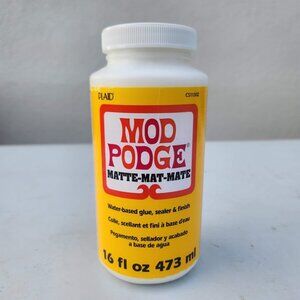 PLAID® CS11302
MOD
PODGE®
MATTE-MAT-MATE
Water-based glue, sealer & finish
Colle, scellant et fini à base d'eau
Pegamento, sellador y acabado
a base de agua
16 fl oz 473 ml